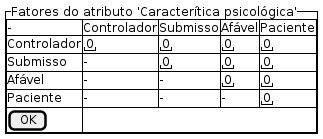 Fatores do atributo 'Caracterítica psicológica'
- Controlador Submisso Afável Paciente
Controlador 0 0 0 0
Submisso - 0 0 0
Afável - - 0 0
Paciente - - - 0
OK